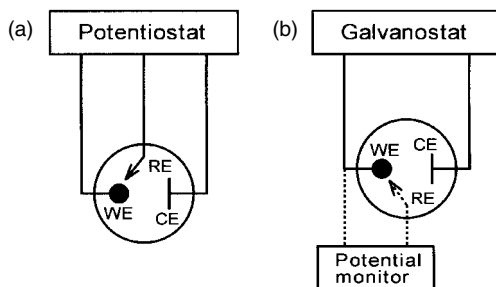 (a)
Potentiostat
RE
WE
CE
(b)
Galvanostat
WE
CE
RE
Potential
monitor